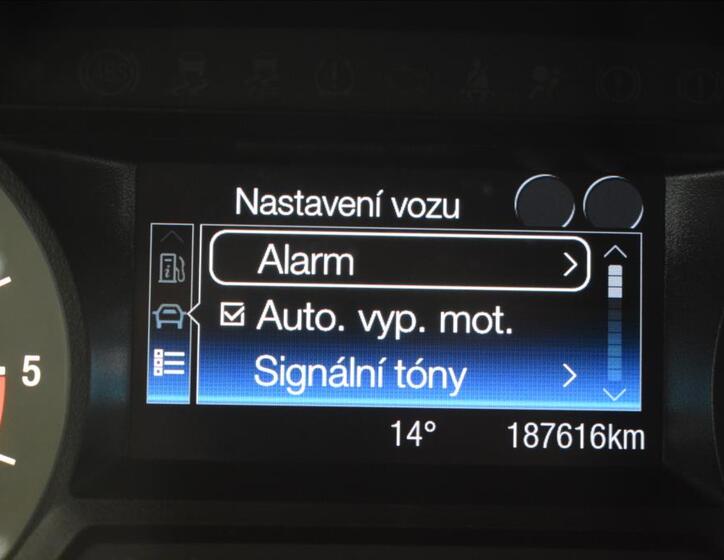 Nastavení vozu
Alarm
Auto. vyp. mot.
Signální tóny
5
14° 187616km